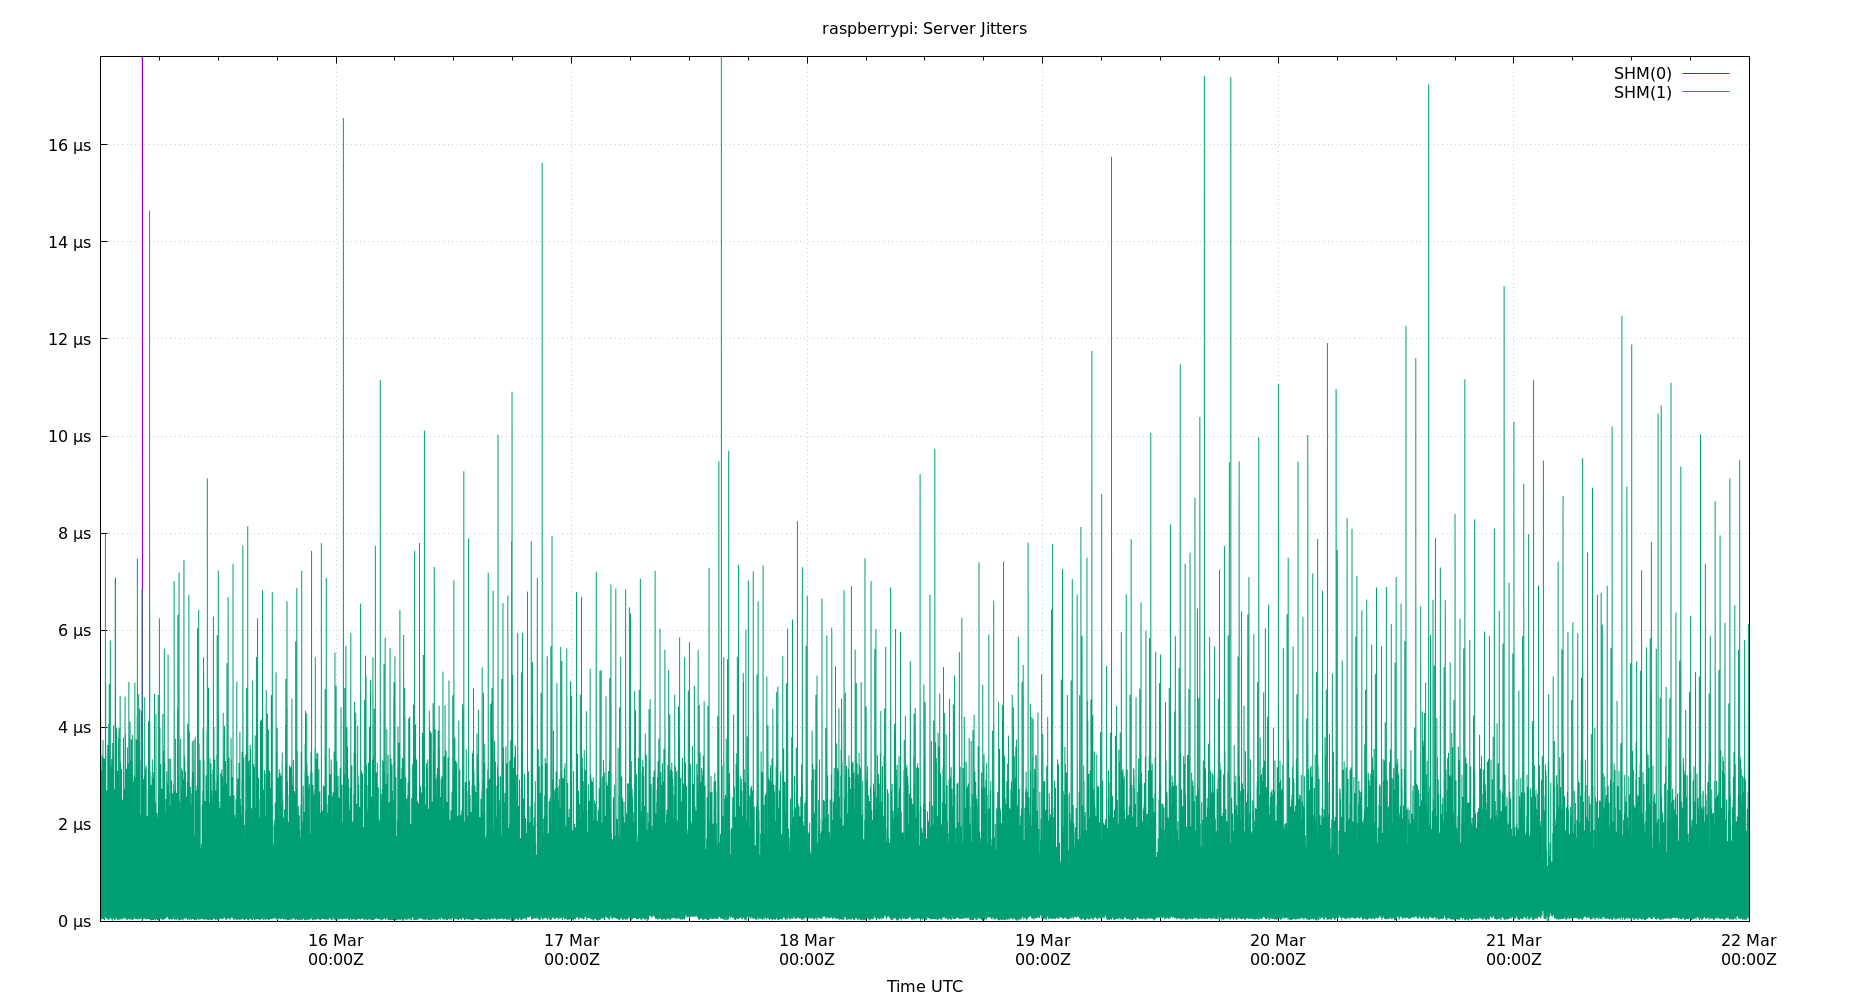 raspberrypi: Server Jitters
SHM(0)
SHM(1)
16 µs
14 µs
12 µs
10 µs
8 µs
6 µs
4 µs
2 µs
0 µs
16 Mar 17 Mar 18 Mar 19 Mar 20 Mar 21 Mar 22 Mar
00:00Z 00:00Z 00:00Z 00:00Z 00:00Z 00:00Z 00:00Z
Time UTC